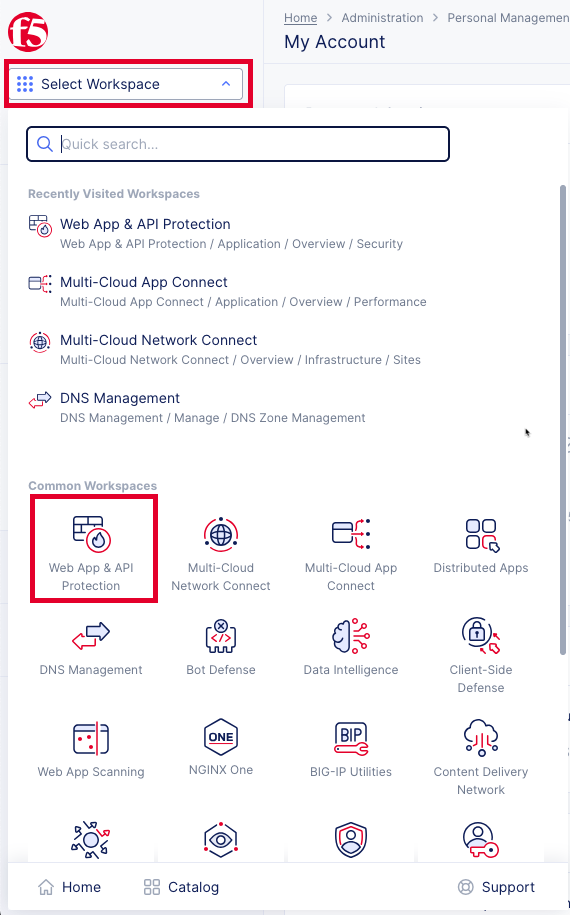 f5
Home > Administration > Personal Managemen
My Account
Select Workspace
Quick search...
Recently Visited Workspaces
Web App & API Protection
Web App & API Protection / Application / Overview / Security
Multi-Cloud App Connect
Multi-Cloud App Connect / Application / Overview / Performance
Multi-Cloud Network Connect
Multi-Cloud Network Connect / Overview / Infrastructure / Sites
DNS Management
DNS Management / Manage / DNS Zone Management
Common Workspaces
Web App & API
Protection
Multi-Cloud
Network Connect
Multi-Cloud App
Connect
Distributed Apps
DNS Management
Bot Defense
Data Intelligence
Client-Side
Defense
Web App Scanning
ONE
NGINX One
BIP
BIG-IP Utilities
Content Delivery
Network
Home
Catalog
Support